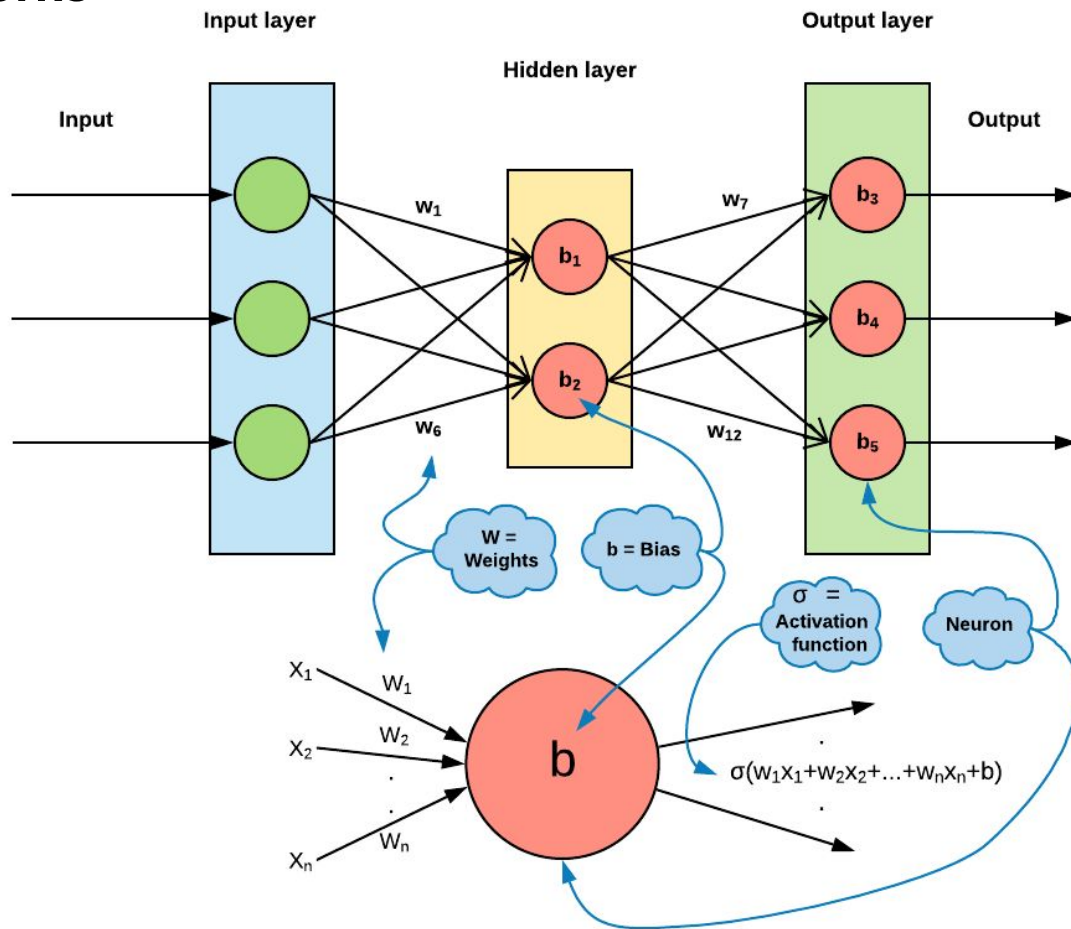 Input layer
Output layer
Hidden layer
Input
Output
w₁
w₇
b₃
b₁
b₄
b₂
w₆
w₁₂
b₅
W =
Weights
b = Bias
σ =
Activation
function
Neuron
X₁
W₁
X₂
W₂
.
.
b
.
σ(w₁x₁+w₂x₂+...+wₙxₙ+b)
.
Xₙ
Wₙ